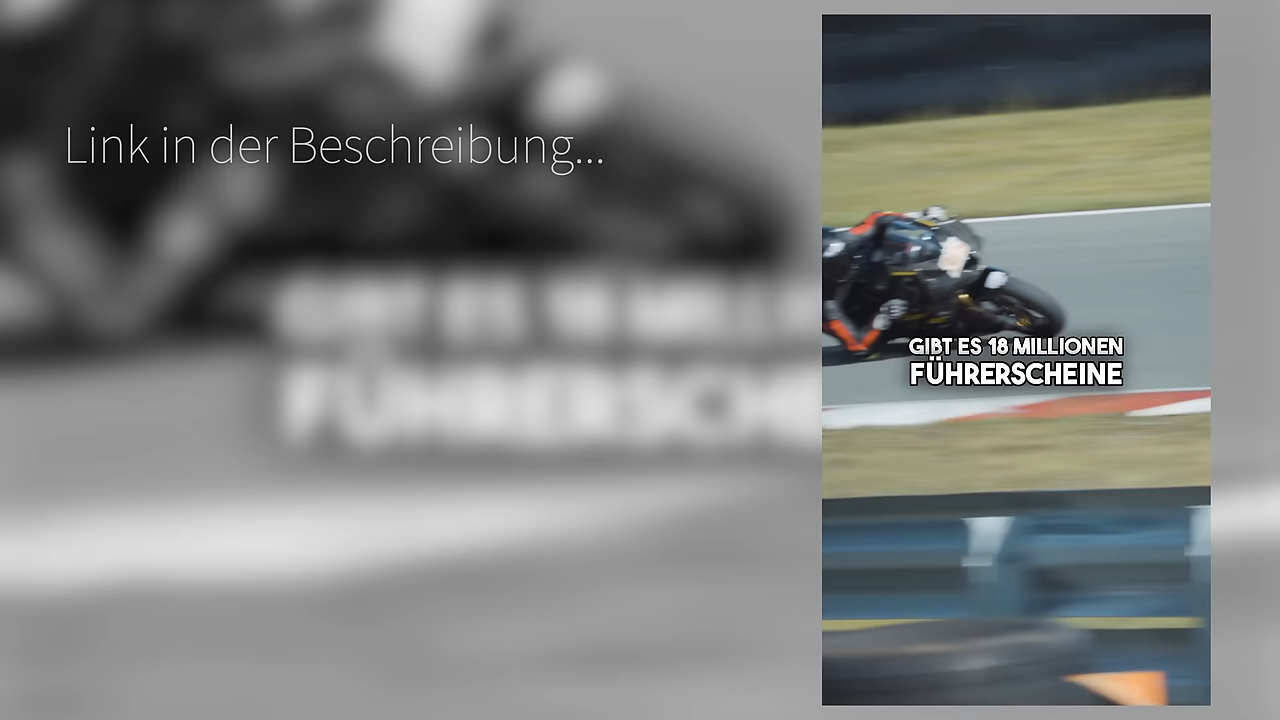 Link in der Beschreibung...
GIBT ES 18 MILLIONEN
FÜHRERSCHEINE